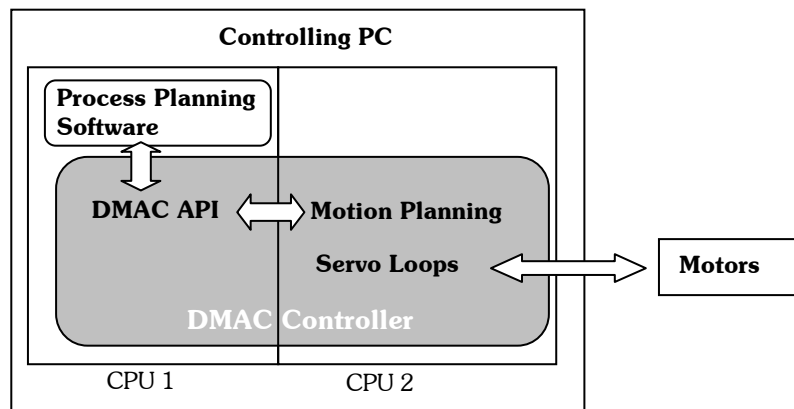 Controlling PC
Process Planning
Software
DMAC API
Motion Planning
Servo Loops
Motors
DMAC Controller
CPU 1
CPU 2